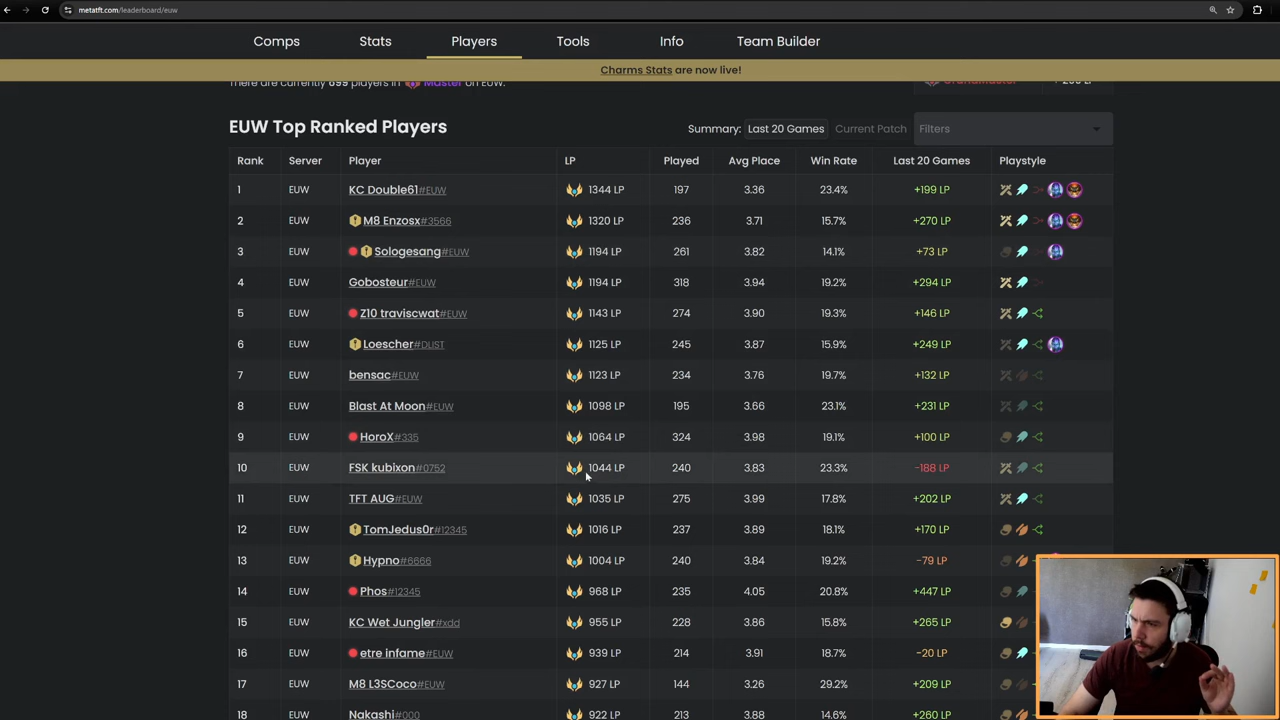 metatft.com/leaderboard/euw
Comps Stats Players Tools Info Team Builder
Charms Stats are now live!
There are currently 699 players in Master on EUW.
EUW Top Ranked Players Summary: Last 20 Games Current Patch Filters
Rank Server Player LP Played Avg Place Win Rate Last 20 Games Playstyle
1 EUW KC Double61#EUW 1344 LP 197 3.36 23.4% +199 LP
2 EUW M8 Enzosx#3566 1320 LP 236 3.71 15.7% +270 LP
3 EUW Sologesang#EUW 1194 LP 261 3.82 14.1% +73 LP
4 EUW Gobosteur#EUW 1194 LP 318 3.94 19.2% +294 LP
5 EUW Z10 traviscwat#EUW 1143 LP 274 3.90 19.3% +146 LP
6 EUW Loescher#DLIST 1125 LP 245 3.87 15.9% +249 LP
7 EUW bensac#EUW 1123 LP 234 3.76 19.7% +132 LP
8 EUW Blast At Moon#EUW 1098 LP 195 3.66 23.1% +231 LP
9 EUW HoroX#335 1064 LP 324 3.98 19.1% +100 LP
10 EUW FSK kubixon#0752 1044 LP 240 3.83 23.3% -188 LP
11 EUW TFT AUG#EUW 1035 LP 275 3.99 17.8% +202 LP
12 EUW TomJedus0r#12345 1016 LP 237 3.89 18.1% +170 LP
13 EUW Hypno#6666 1004 LP 240 3.84 19.2% -79 LP
14 EUW Phos#12345 968 LP 235 4.05 20.8% +447 LP
15 EUW KC Wet Jungler#xdd 955 LP 228 3.86 15.8% +265 LP
16 EUW etre infame#EUW 939 LP 214 3.91 18.7% -20 LP
17 EUW M8 L3SCoco#EUW 927 LP 144 3.26 29.2% +209 LP
18 EUW Nakashi#000 922 LP 213 3.88 14.6% +260 LP